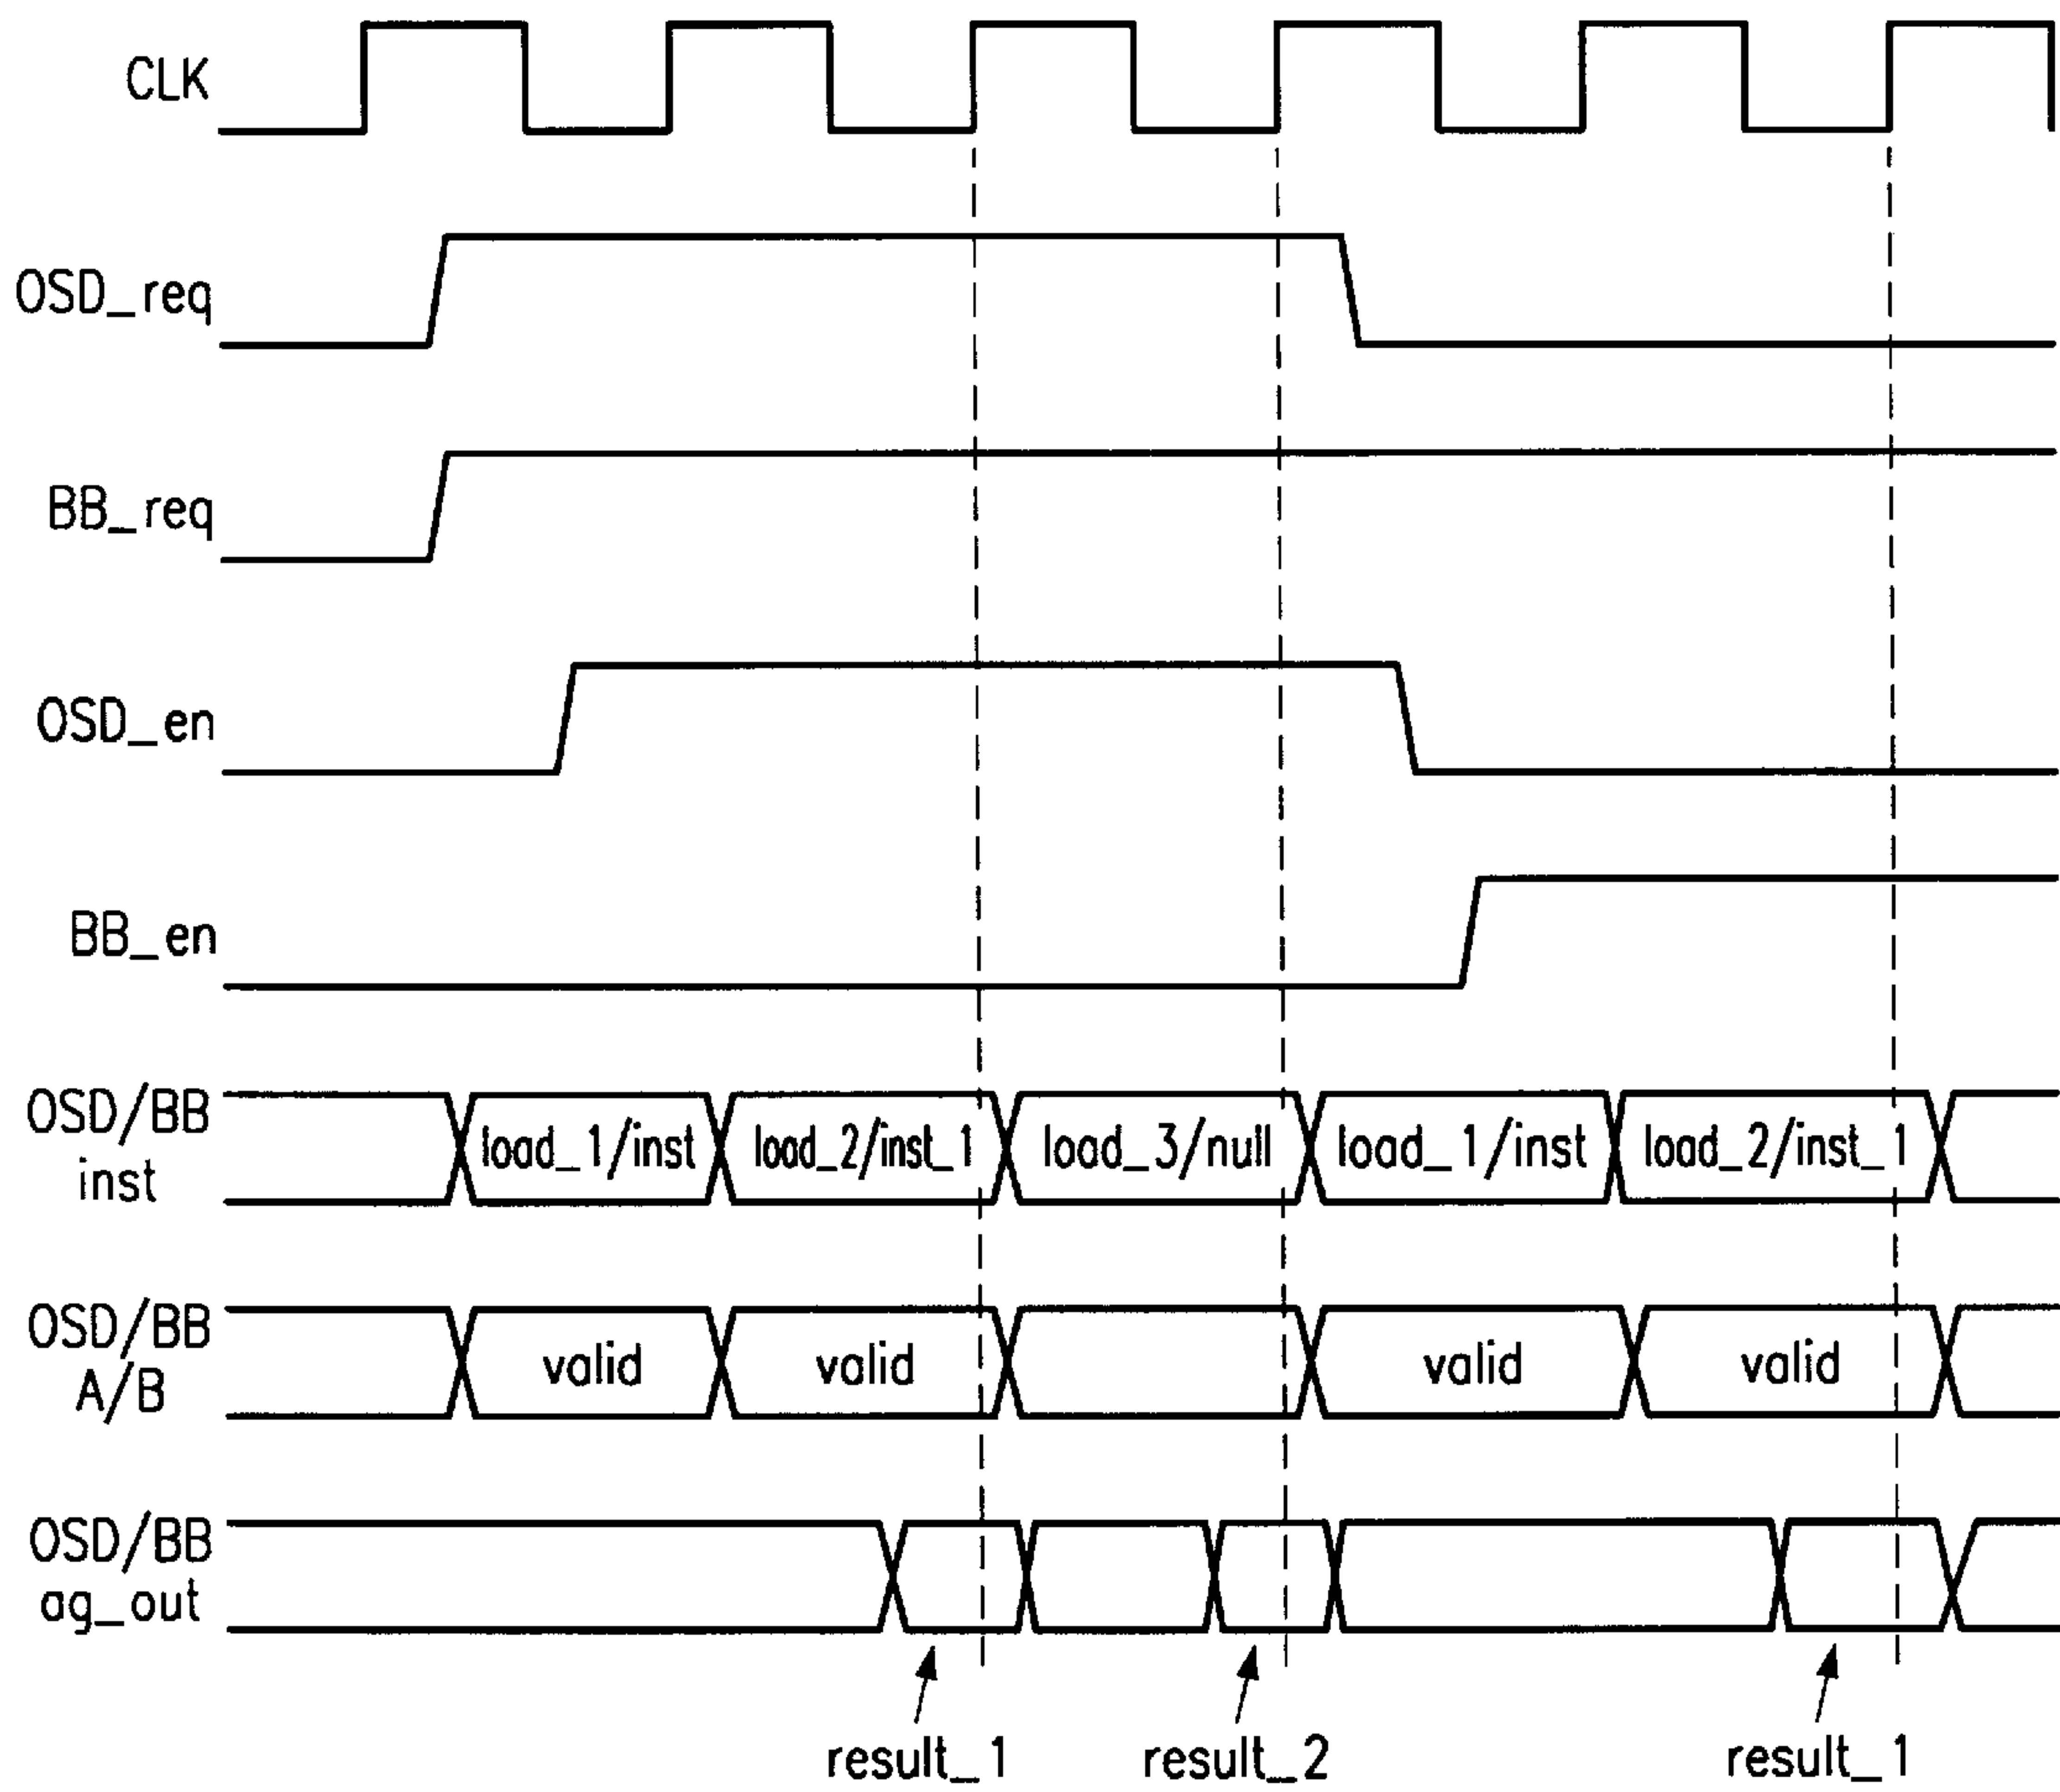 CLK
OSD_req
BB_req
OSD_en
BB_en
OSD/BB
inst
load_1/inst
load_2/inst_1
load_3/null
load_1/inst
load_2/inst_1
OSD/BB
A/B
valid
valid
valid
valid
OSD/BB
ag_out
result_1
result_2
result_1